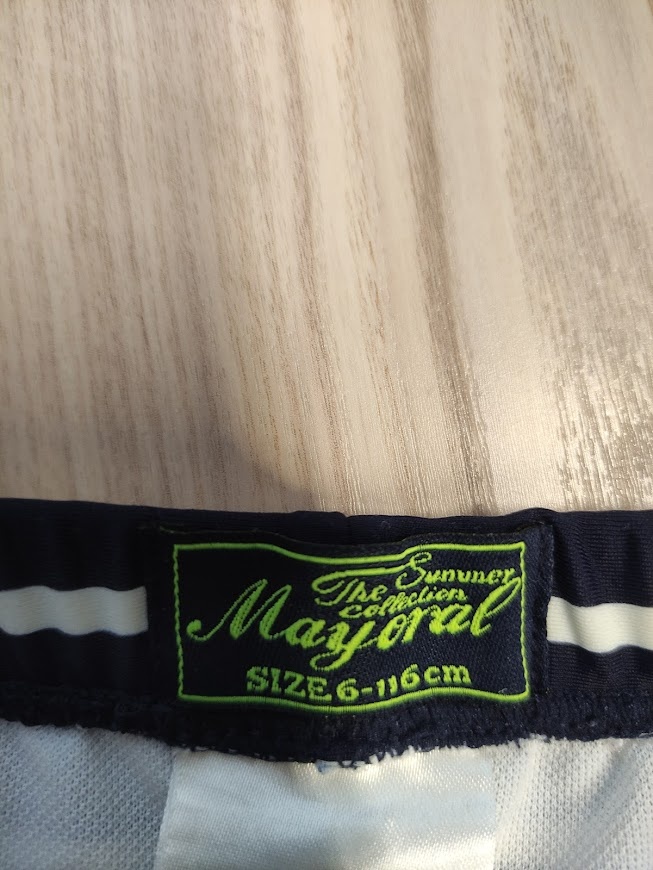 The Summer
collection
Mayoral
SIZE 6-116cm